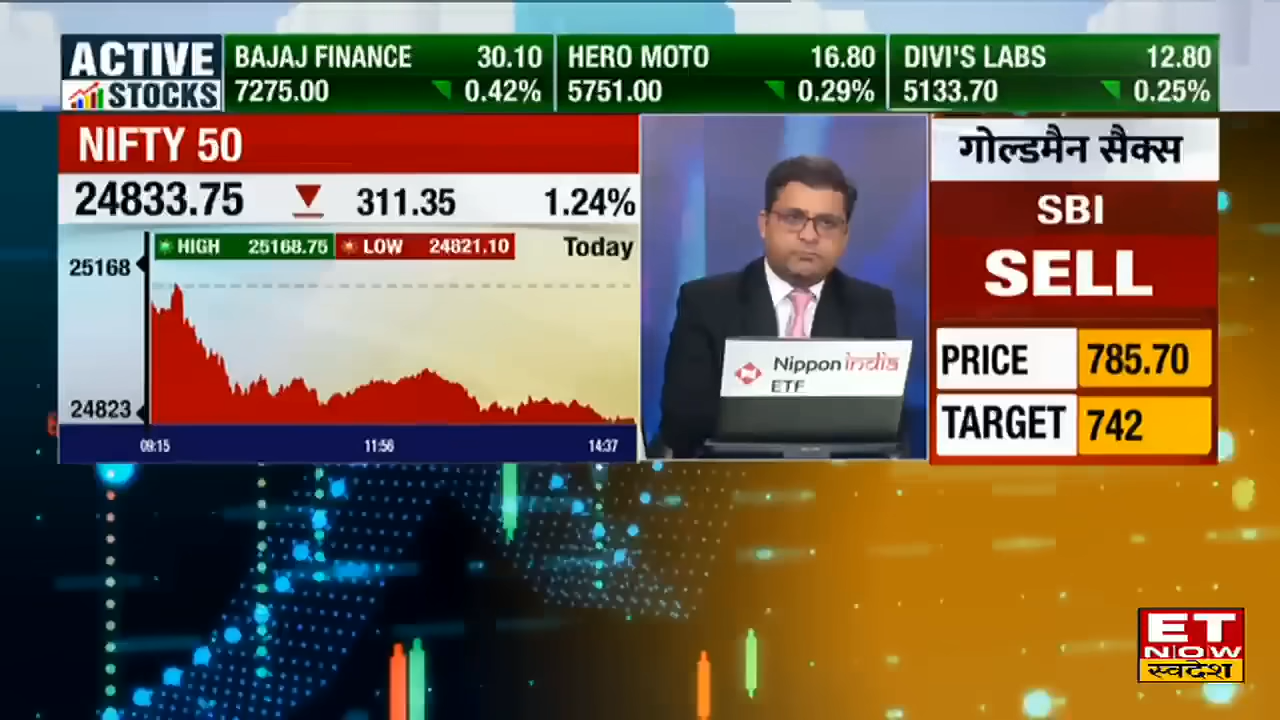 ACTIVE
STOCKS
BAJAJ FINANCE 30.10
7275.00 0.42%
HERO MOTO 16.80
5751.00 0.29%
DIVI'S LABS 12.80
5133.70 0.25%
NIFTY 50
24833.75 311.35 1.24%
HIGH 25168.75 LOW 24821.10 Today
25168
24823
09:15 11:56 14:37
Nippon india
ETF
गोल्डमैन सैक्स
SBI
SELL
PRICE 785.70
TARGET 742
ET
NOW
स्वदेश